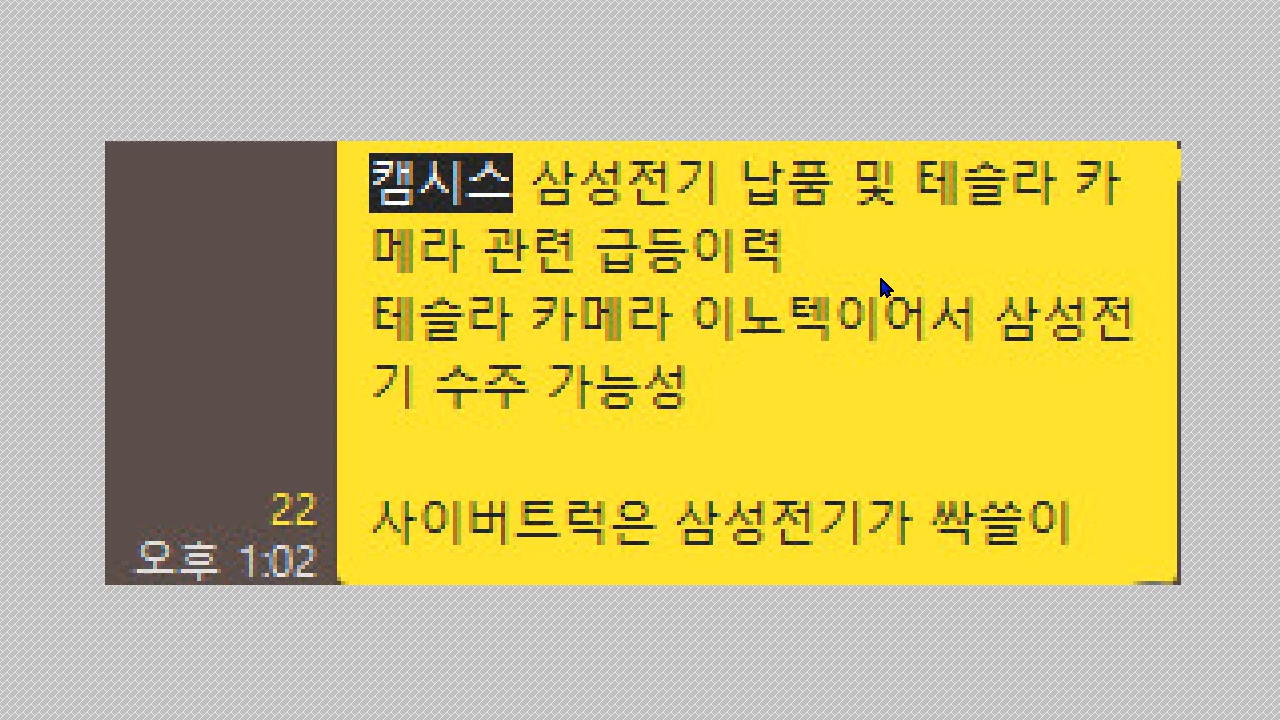 캠시스 삼성전기 납품 및 테슬라 카
메라 관련 급등이력
테슬라 카메라 이노텍이어서 삼성전
기 수주 가능성
사이버트럭은 삼성전기가 싹쓸이
22
오후 1:02